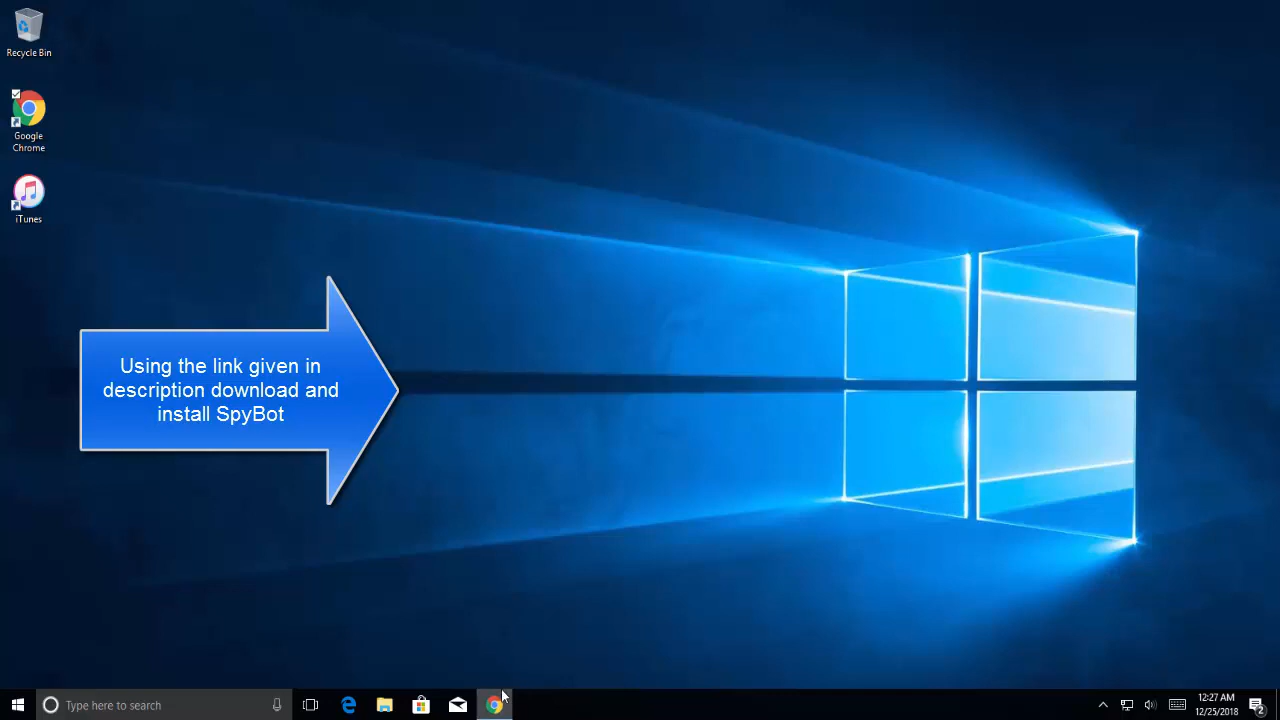 Recycle Bin
Google
Chrome
iTunes
Using the link given in
description download and
install SpyBot
Type here to search
12:27 AM
12/25/2018
2